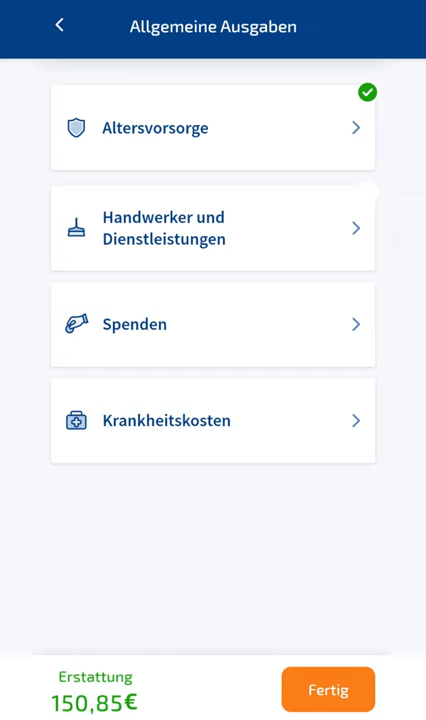 Allgemeine Ausgaben
Altersvorsorge
Handwerker und
Dienstleistungen
Spenden
Krankheitskosten
Erstattung
150,85€
Fertig